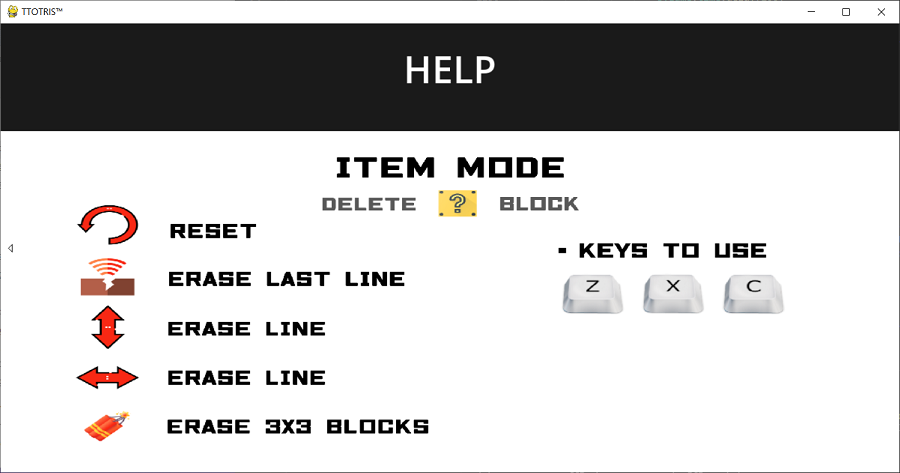 TTOTRIS™
HELP
ITEM MODE
DELETE ? BLOCK
RESET
ERASE LAST LINE
ERASE LINE
ERASE LINE
ERASE 3X3 BLOCKS
- KEYS TO USE
Z X C